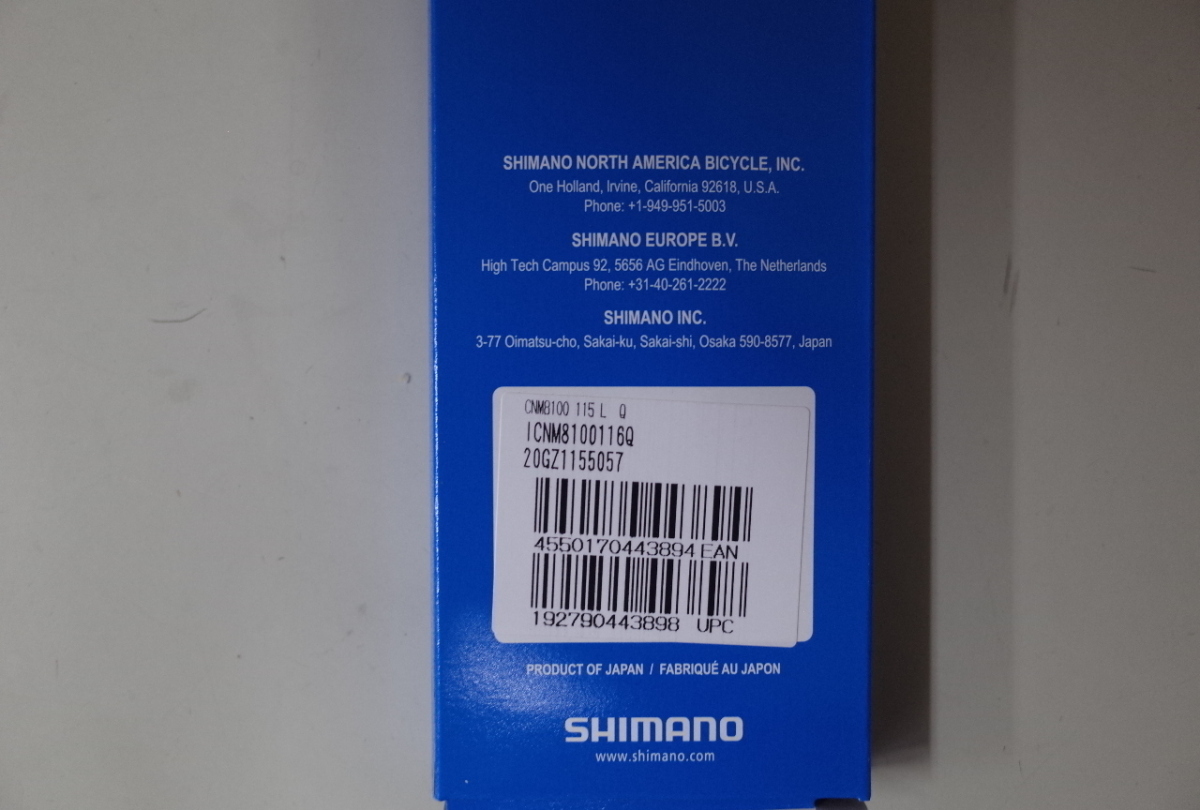 SHIMANO NORTH AMERICA BICYCLE, INC.
One Holland, Irvine, California 92618, U.S.A.
Phone: +1-949-951-5003
SHIMANO EUROPE B.V.
High Tech Campus 92, 5656 AG Eindhoven, The Netherlands
Phone: +31-40-261-2222
SHIMANO INC.
3-77 Oimatsu-cho, Sakai-ku, Sakai-shi, Osaka 590-8577, Japan
CNM8100 115 L Q
ICNM8100116Q
20GZ1155057
4550170443894 EAN
192790443898 UPC
PRODUCT OF JAPAN / FABRIQUÉ AU JAPON
SHIMANO
www.shimano.com